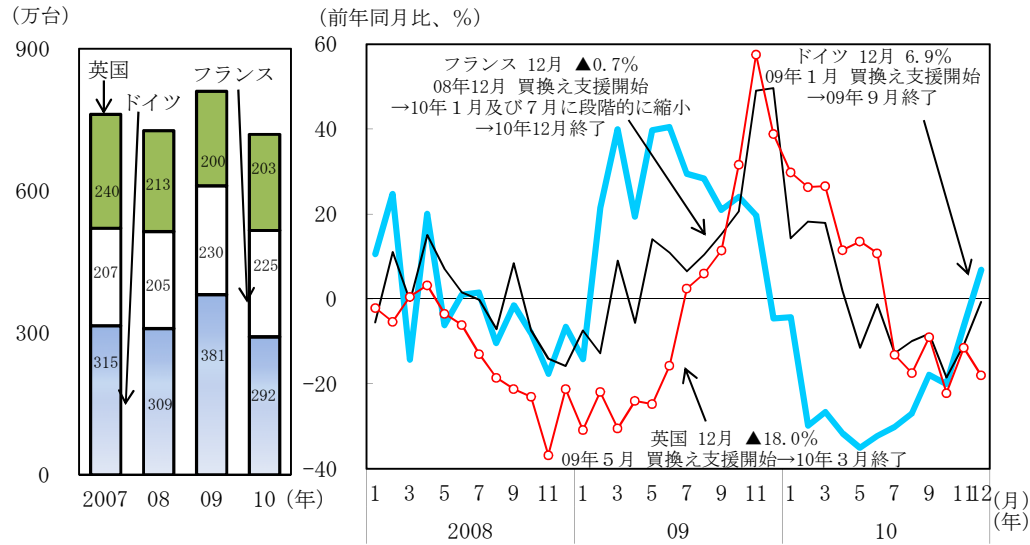 （万台）
900
600
300
0
英国
ドイツ
フランス
240
207
315
213
205
309
200
230
381
203
225
292
2007
08
09
10
（年）
（前年同月比、％）
60
40
20
0
−20
−40
フランス 12月 ▲0.7%
08年12月 買換え支援開始
→10年１月及び７月に段階的に縮小
→10年12月終了
ドイツ 12月 6.9%
09年１月 買換え支援開始
→09年９月終了
英国 12月 ▲18.0%
09年５月 買換え支援開始→10年３月終了
1 3 5 7 9 11 1 3 5 7 9 11 1 3 5 7 9 11 12
（月）
2008 09 10
（年）